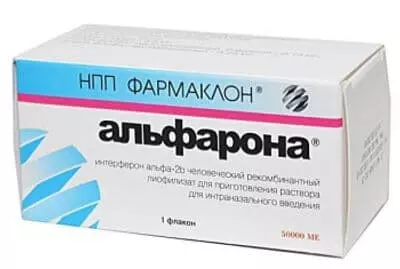 НПП ФАРМАКЛОН®
альфарона®
интерферон альфа-2b человеческий рекомбинантный
лиофилизат для приготовления раствора
для интраназального введения
1 флакон
50000 МЕ